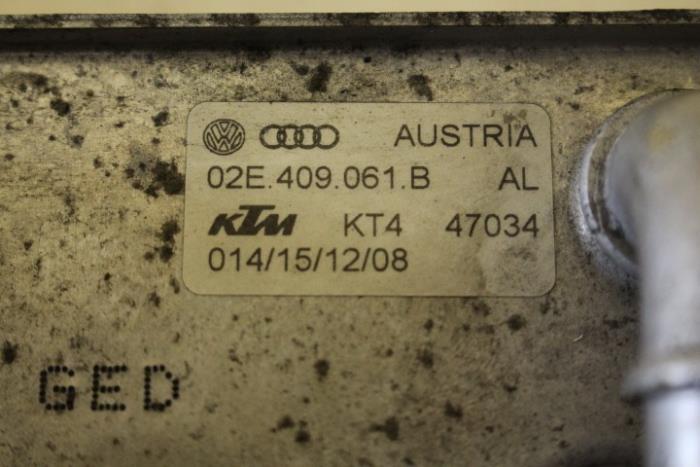 AUSTRIA
02E.409.061.B AL
KTM KT4 47034
014/15/12/08
GED